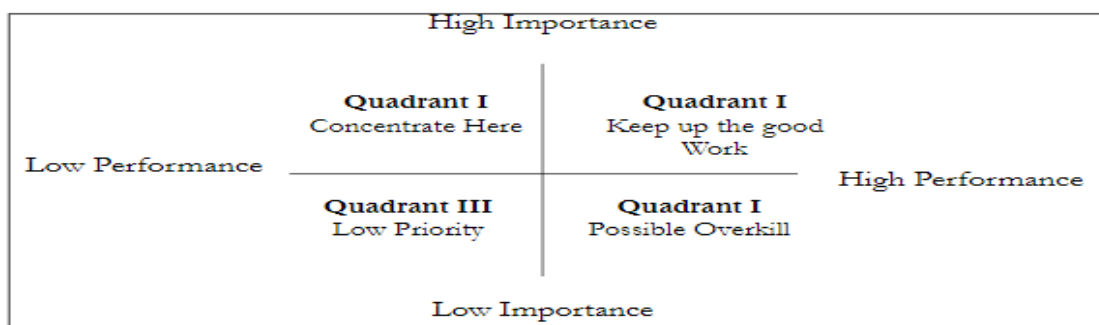 High Importance
Quadrant I
Concentrate Here
Quadrant I
Keep up the good
Work
Low Performance
High Performance
Quadrant III
Low Priority
Quadrant I
Possible Overkill
Low Importance